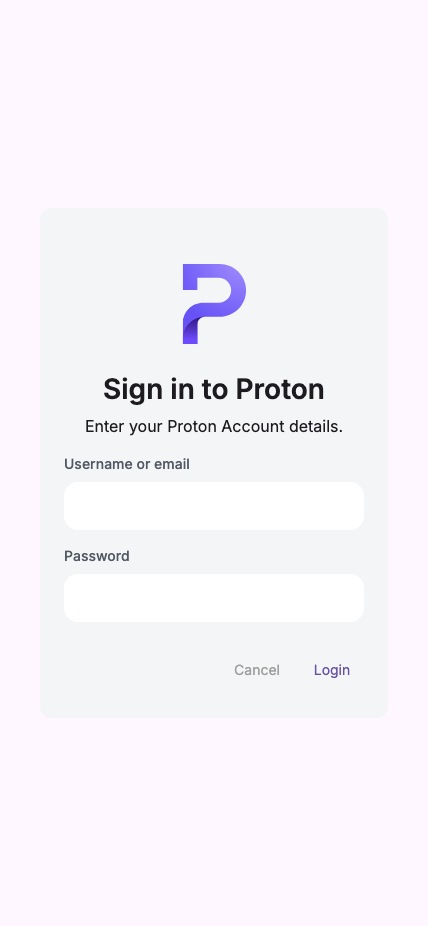 Sign in to Proton
Enter your Proton Account details.
Username or email
Password
Cancel
Login